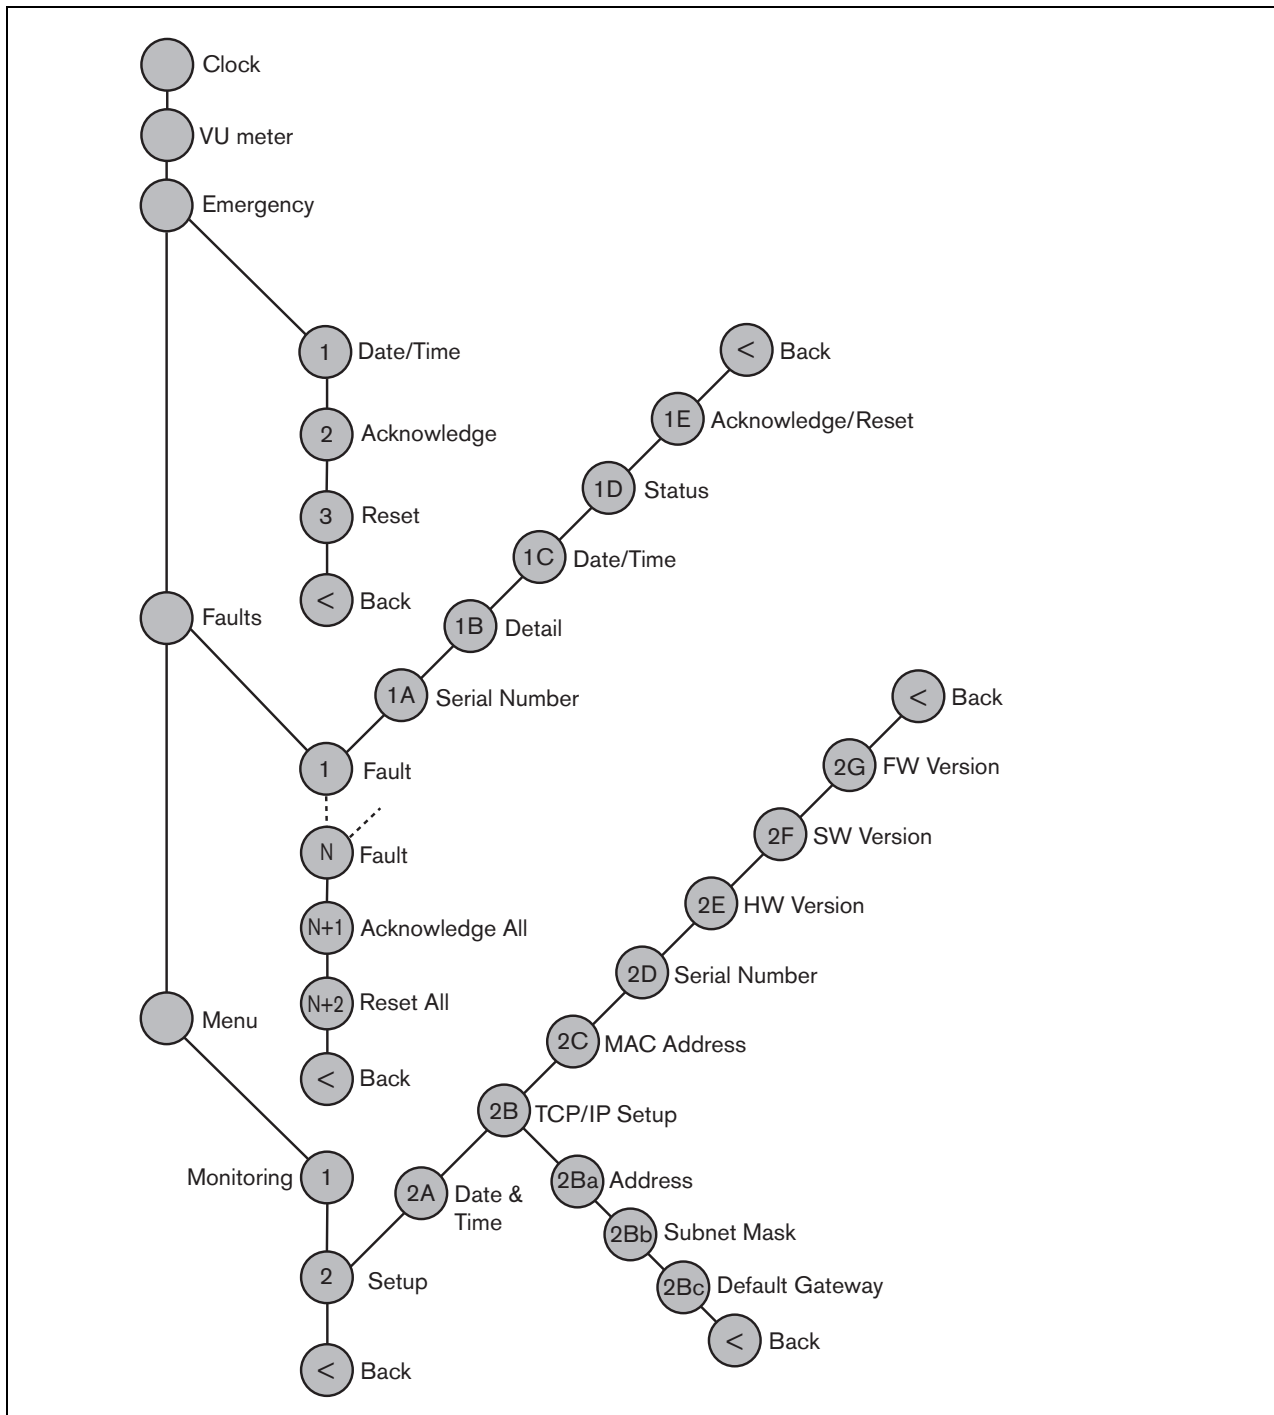 Clock
VU meter
Emergency
1 Date/Time
2 Acknowledge
3 Reset
< Back
Faults
1 Fault
1A Serial Number
1B Detail
1C Date/Time
1D Status
1E Acknowledge/Reset
< Back
N Fault
N+1 Acknowledge All
N+2 Reset All
< Back
Menu
Monitoring 1
2 Setup
2A Date &
Time
2B TCP/IP Setup
2Ba Address
2Bb Subnet Mask
2Bc Default Gateway
< Back
2C MAC Address
2D Serial Number
2E HW Version
2F SW Version
2G FW Version
< Back
< Back